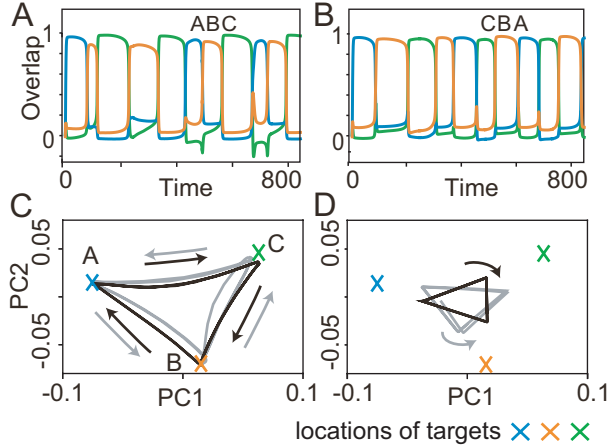 A
ABC
B
CBA
Overlap
1
0
1
0
0
Time
800
0
Time
800
C
D
PC2
0.05
-0.05
A
C
B
0.05
-0.05
-0.1
PC1
0.1
-0.1
PC1
0.1
locations of targets